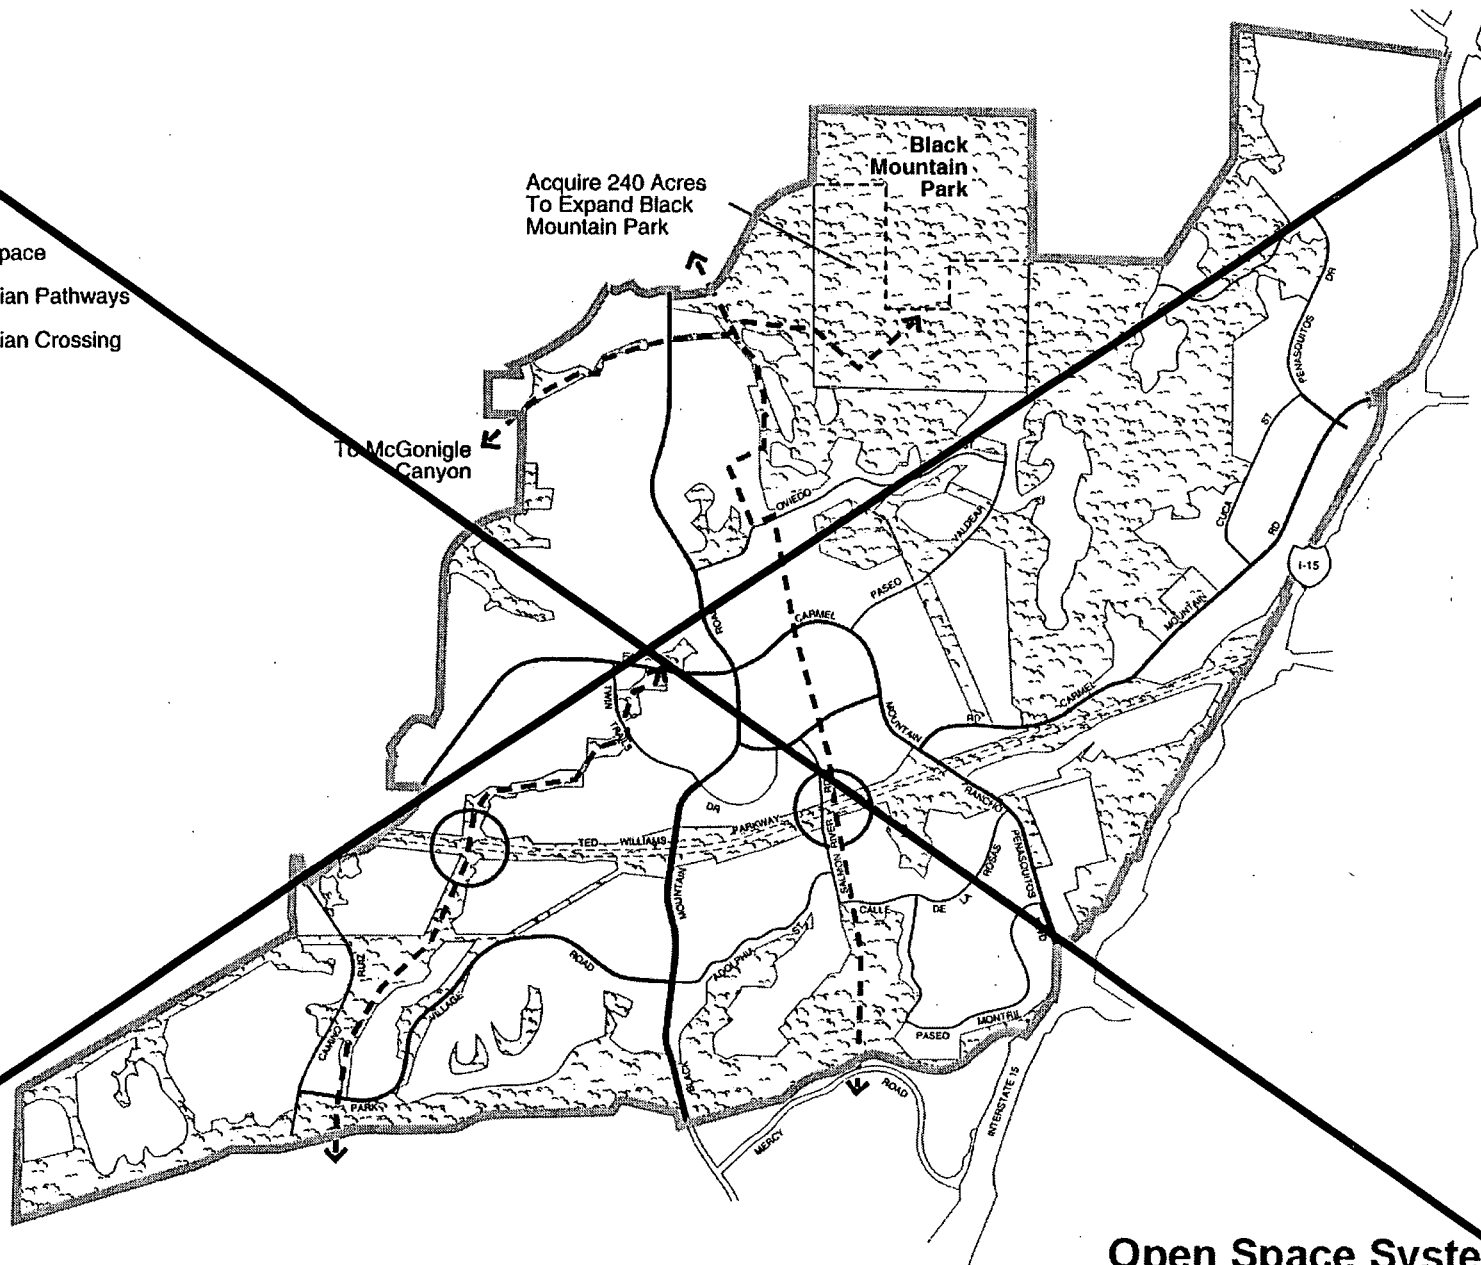 Black
Mountain
Park
Acquire 240 Acres
To Expand Black
Mountain Park
pace
ian Pathways
ian Crossing
To McGonigle
Canyon
PENASQUITOS
DR
ST
CUCA
RD
I-15
OVIEDO
VALDEAR
PASEO
MOUNTAIN
ROAD
CARMEL
CARMEL
TWIN
TRAILS
MOUNTAIN
RD
DR
RANCHO
PARKWAY
TED WILLIAMS
PENASQUITOS
SALMON RIVER
ROSAS
MOUNTAIN
CALLE
DE
LA
RUIZ
ROAD
ADOLPHIA
ST
VILLAGE
CAMINO
PASEO
MONTRIL
BLACK
PARK
ROAD
MERCY
INTERSTATE 15
Open Space Syste